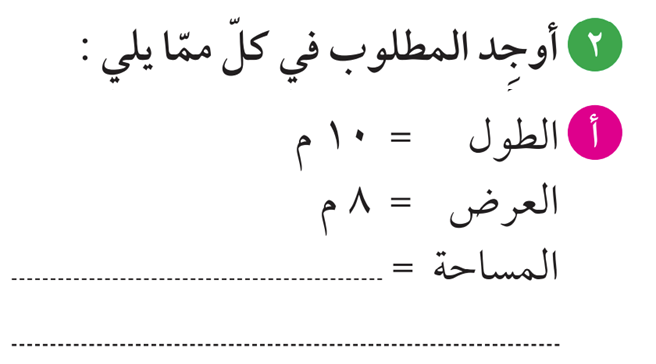 ٢ أوجِد المطلوب في كلّ ممّا يلي :
أ الطول = ١٠ م
العرض = ٨ م
المساحة =